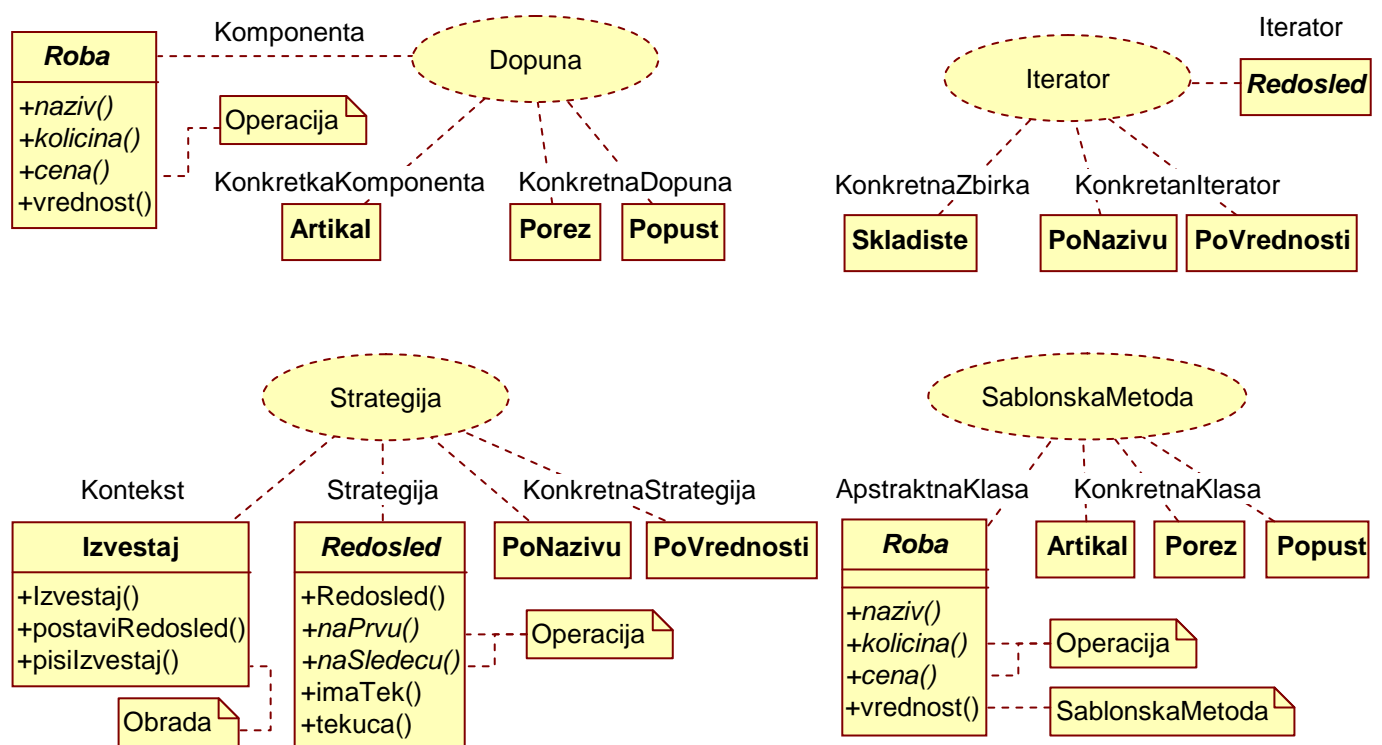 Komponenta
Dopuna
Roba
+naziv()
+kolicina()
+cena()
+vrednost()
Operacija
KonkretkaKomponenta
KonkretnaDopuna
Artikal
Porez
Popust
Iterator
Iterator
Redosled
KonkretnaZbirka
KonkretanIterator
Skladiste
PoNazivu
PoVrednosti
Strategija
Kontekst
Strategija
KonkretnaStrategija
Izvestaj
+Izvestaj()
+postaviRedosled()
+pisiIzvestaj()
Obrada
Redosled
+Redosled()
+naPrvu()
+naSledecu()
+imaTek()
+tekuca()
Operacija
PoNazivu
PoVrednosti
SablonskaMetoda
ApstraktnaKlasa
KonkretnaKlasa
Roba
+naziv()
+kolicina()
+cena()
+vrednost()
Artikal
Porez
Popust
Operacija
SablonskaMetoda